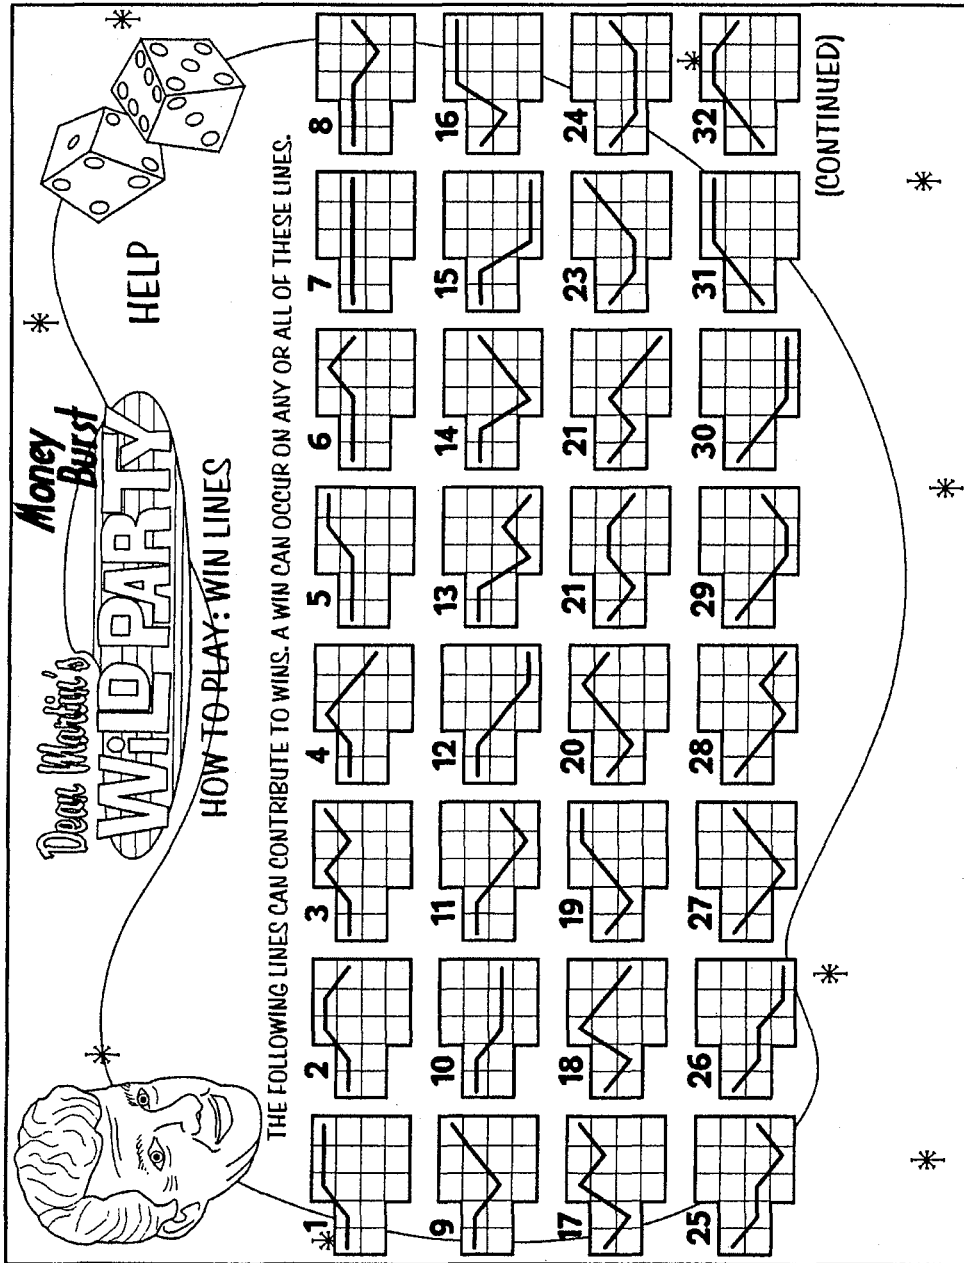 Dean Martin's
Money
Burst
WILD PARTY
HELP
HOW TO PLAY: WIN LINES
THE FOLLOWING LINES CAN CONTRIBUTE TO WINS. A WIN CAN OCCUR ON ANY OR ALL OF THESE LINES.
1 2 3 4 5 6 7 8
9 10 11 12 13 14 15 16
17 18 19 20 21 21 23 24
25 26 27 28 29 30 31 32
(CONTINUED)